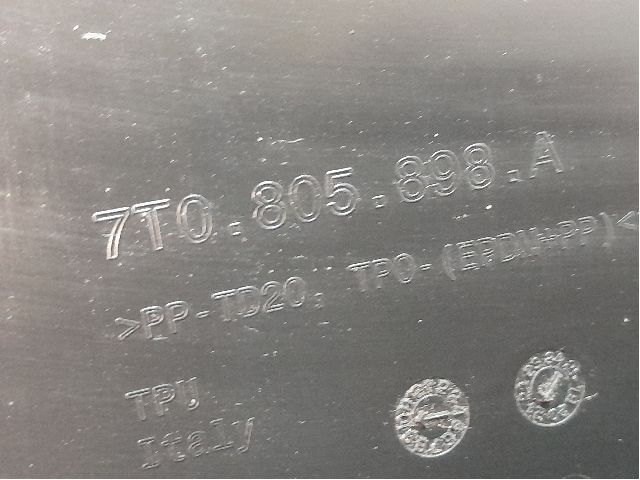 7T0.805.898.A
>PP-TD20, TPO-(EPDM+PP)<
TPU
Italy